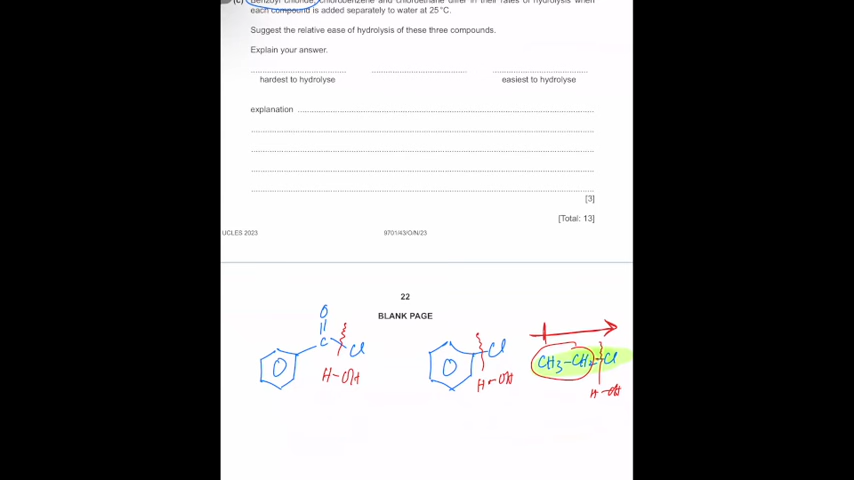 (c) Benzoyl chloride, chlorobenzene and chloroethane differ in their rates of hydrolysis when
each compound is added separately to water at 25 °C.
Suggest the relative ease of hydrolysis of these three compounds.
Explain your answer.
hardest to hydrolyse easiest to hydrolyse
explanation
[3]
[Total: 13]
UCLES 2023 9701/43/O/N/23
22
BLANK PAGE
O
C Cl Cl CH3-CH2-Cl
H-OH H-OH H-OH